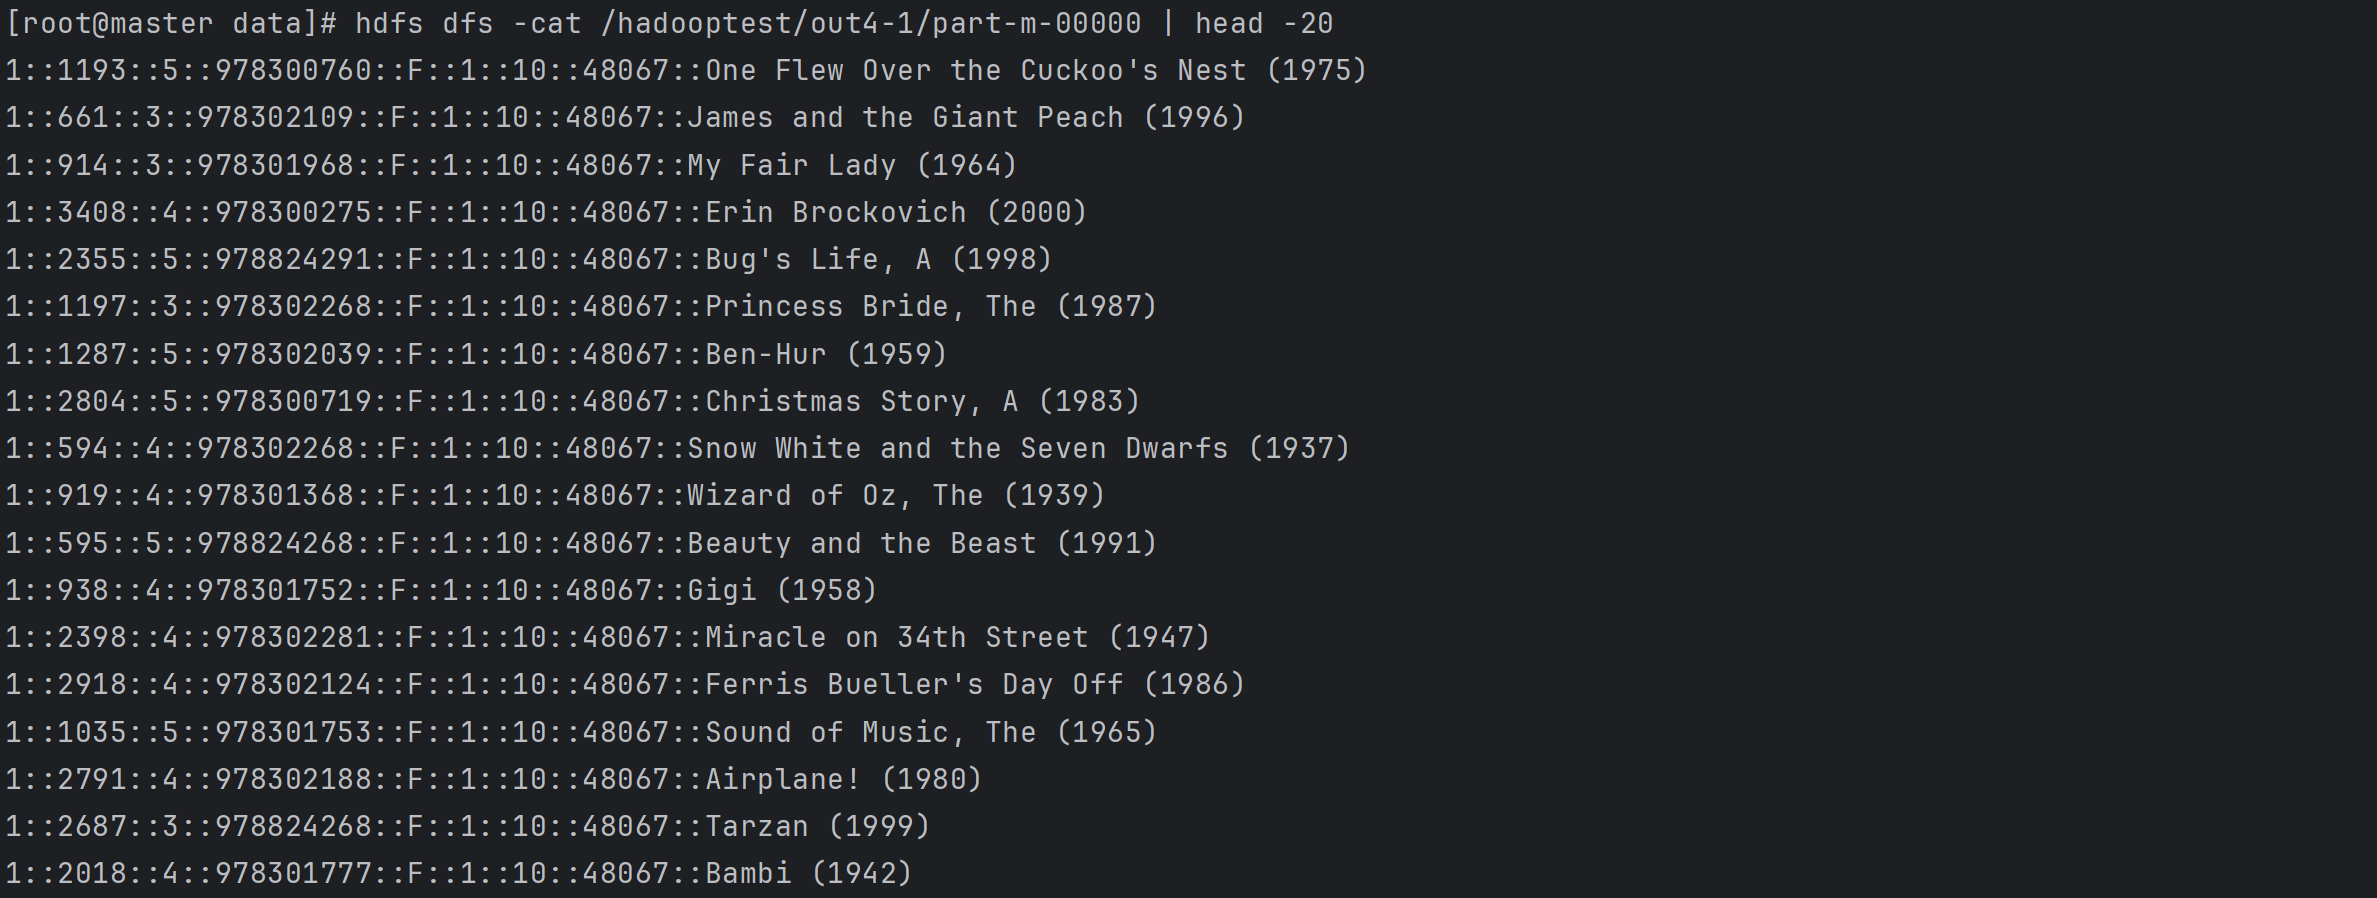 [root@master data]# hdfs dfs -cat /hadooptest/out4-1/part-m-00000 | head -20
1::1193::5::978300760::F::1::10::48067::One Flew Over the Cuckoo's Nest (1975)
1::661::3::978302109::F::1::10::48067::James and the Giant Peach (1996)
1::914::3::978301968::F::1::10::48067::My Fair Lady (1964)
1::3408::4::978300275::F::1::10::48067::Erin Brockovich (2000)
1::2355::5::978824291::F::1::10::48067::Bug's Life, A (1998)
1::1197::3::978302268::F::1::10::48067::Princess Bride, The (1987)
1::1287::5::978302039::F::1::10::48067::Ben-Hur (1959)
1::2804::5::978300719::F::1::10::48067::Christmas Story, A (1983)
1::594::4::978302268::F::1::10::48067::Snow White and the Seven Dwarfs (1937)
1::919::4::978301368::F::1::10::48067::Wizard of Oz, The (1939)
1::595::5::978824268::F::1::10::48067::Beauty and the Beast (1991)
1::938::4::978301752::F::1::10::48067::Gigi (1958)
1::2398::4::978302281::F::1::10::48067::Miracle on 34th Street (1947)
1::2918::4::978302124::F::1::10::48067::Ferris Bueller's Day Off (1986)
1::1035::5::978301753::F::1::10::48067::Sound of Music, The (1965)
1::2791::4::978302188::F::1::10::48067::Airplane! (1980)
1::2687::3::978824268::F::1::10::48067::Tarzan (1999)
1::2018::4::978301777::F::1::10::48067::Bambi (1942)